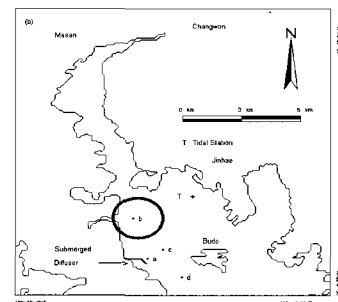 (b)
Masan
Changwon
N
0 km 3 km 6 km
T Tidal Station
Jinhae
T
b
Budo
Submerged
Diffuser
c
a
d